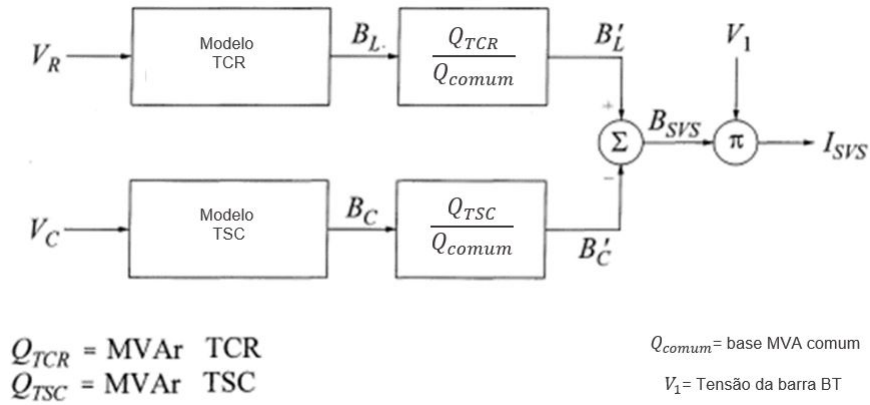 V_R
Modelo
TCR
B_L
Q_TCR
Q_comum
B'_L
V_1
+
Σ
B_SVS
π
I_SVS
−
V_C
Modelo
TSC
B_C
Q_TSC
Q_comum
B'_C
Q_TCR = MVAr TCR
Q_TSC = MVAr TSC
Q_comum= base MVA comum
V_1= Tensão da barra BT